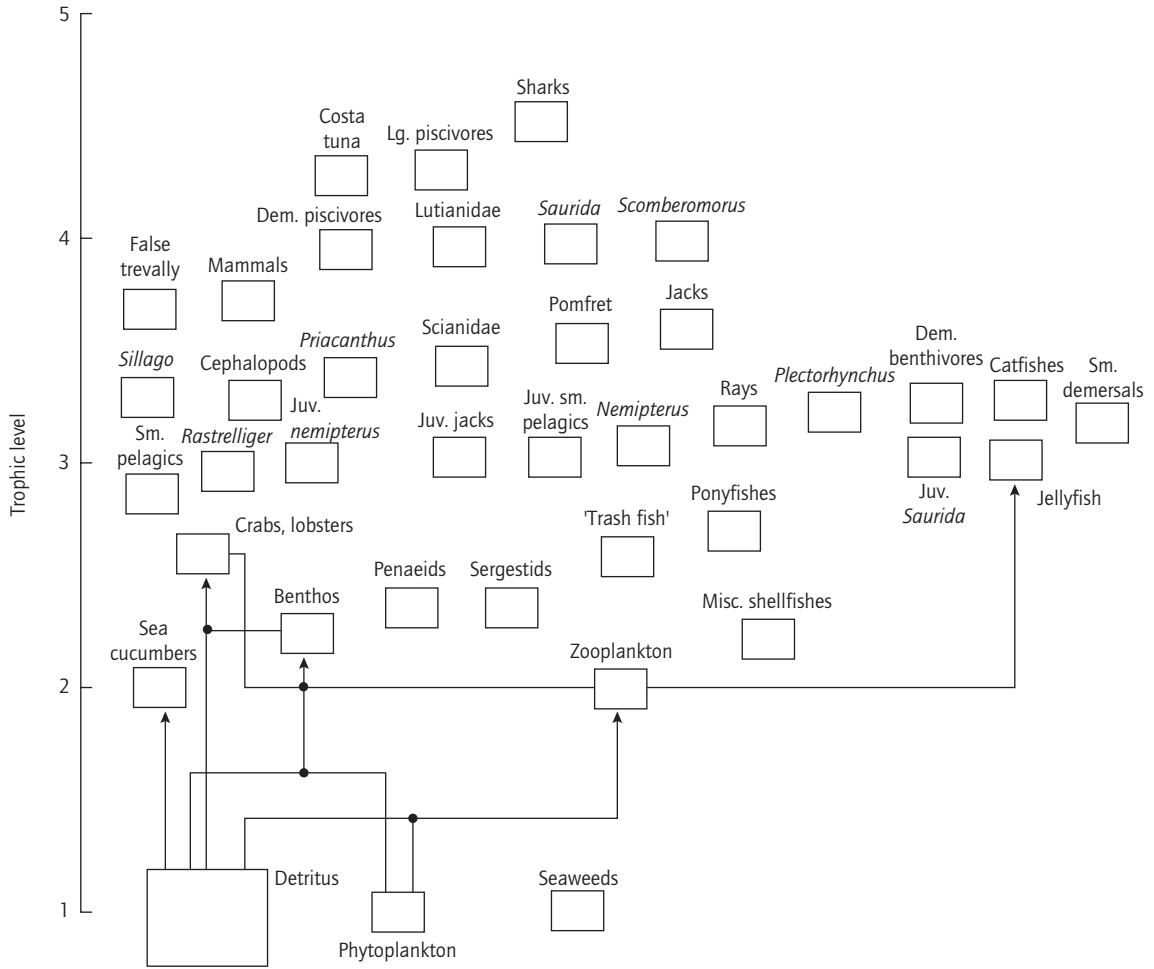 5
Sharks
Costa
tuna
Lg. piscivores
Dem. piscivores
Lutianidae
Saurida
Scomberomorus
4
False
trevally
Mammals
Pomfret
Jacks
Sillago
Cephalopods
Priacanthus
Scianidae
Dem.
benthivores
Catfishes
Sm.
demersals
Plectorhynchus
Rays
Juv.
nemipterus
Juv. jacks
Juv. sm.
pelagics
Nemipterus
Sm.
pelagics
Rastrelliger
3
Trophic level
Juv.
Saurida
Jellyfish
Ponyfishes
'Trash fish'
Crabs, lobsters
Penaeids
Sergestids
Benthos
Misc. shellfishes
Sea
cucumbers
Zooplankton
2
Detritus
Seaweeds
1
Phytoplankton